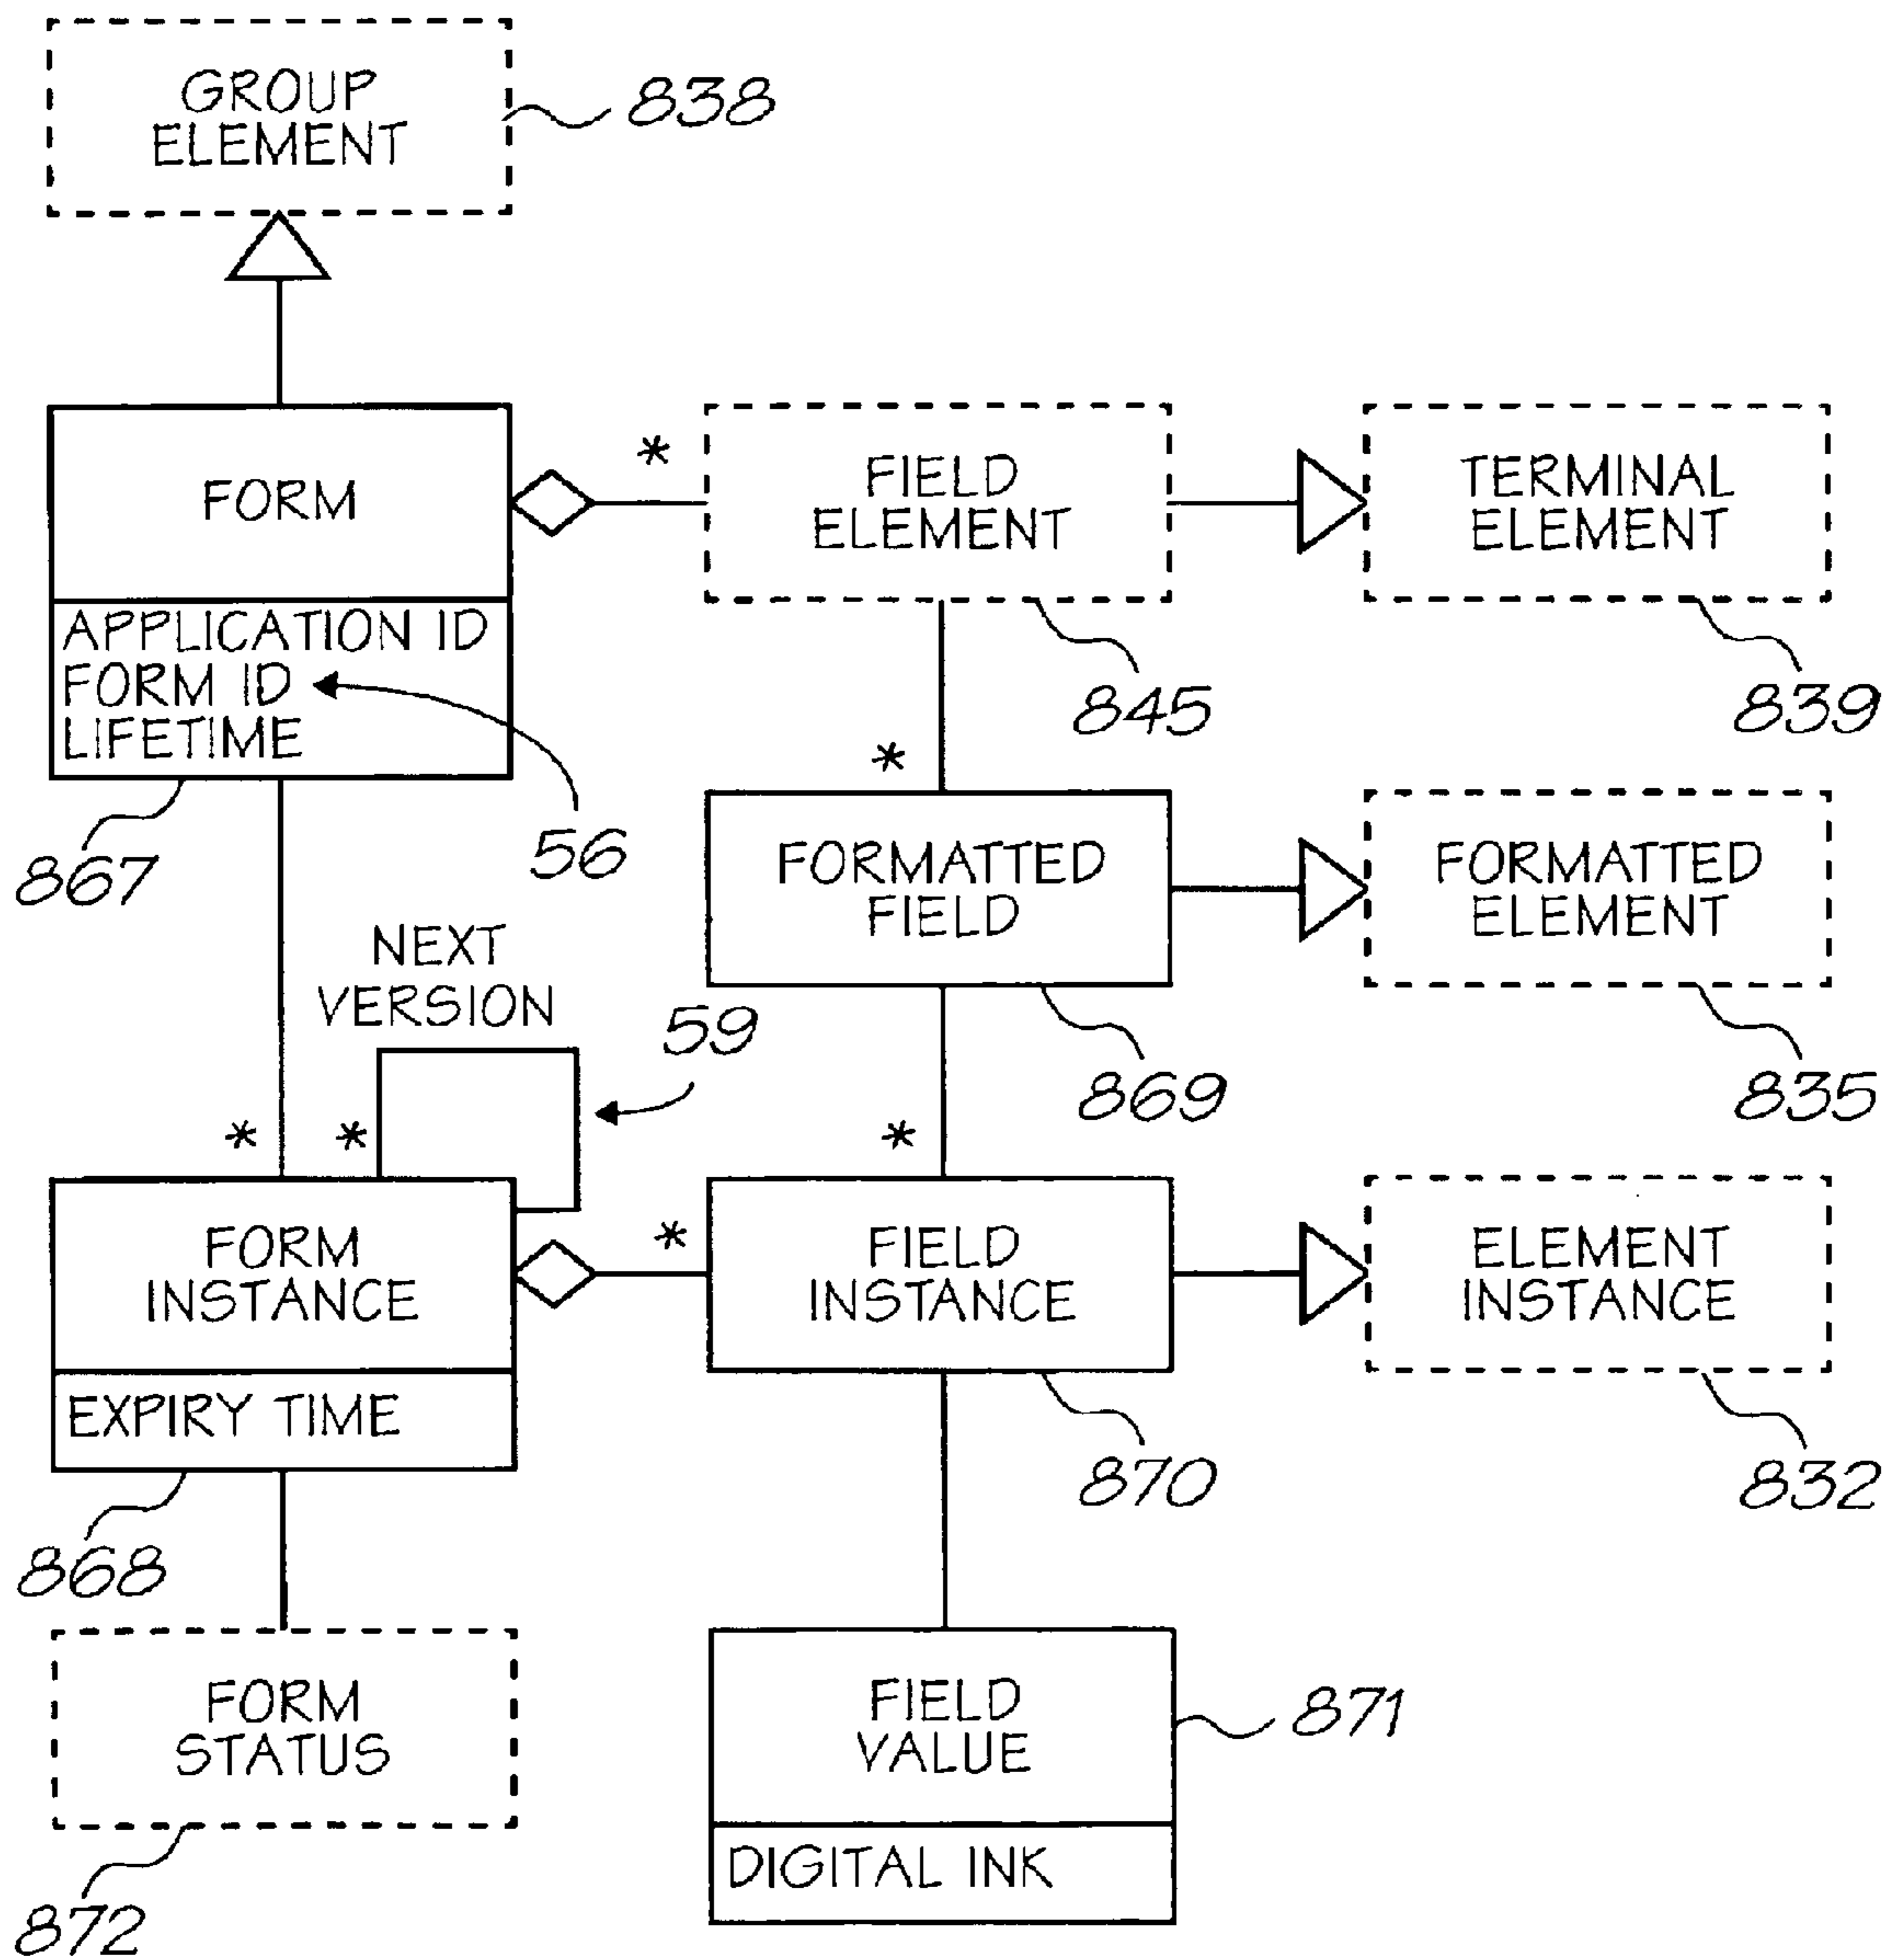 GROUP
ELEMENT
838
FORM
*
FIELD
ELEMENT
TERMINAL
ELEMENT
APPLICATION ID
FORM ID
LIFETIME
845
839
*
56
867
FORMATTED
FIELD
FORMATTED
ELEMENT
NEXT
VERSION
59
869
835
*
*
*
FORM
INSTANCE
*
FIELD
INSTANCE
ELEMENT
INSTANCE
EXPIRY TIME
870
832
868
FORM
STATUS
FIELD
VALUE
871
DIGITAL INK
872